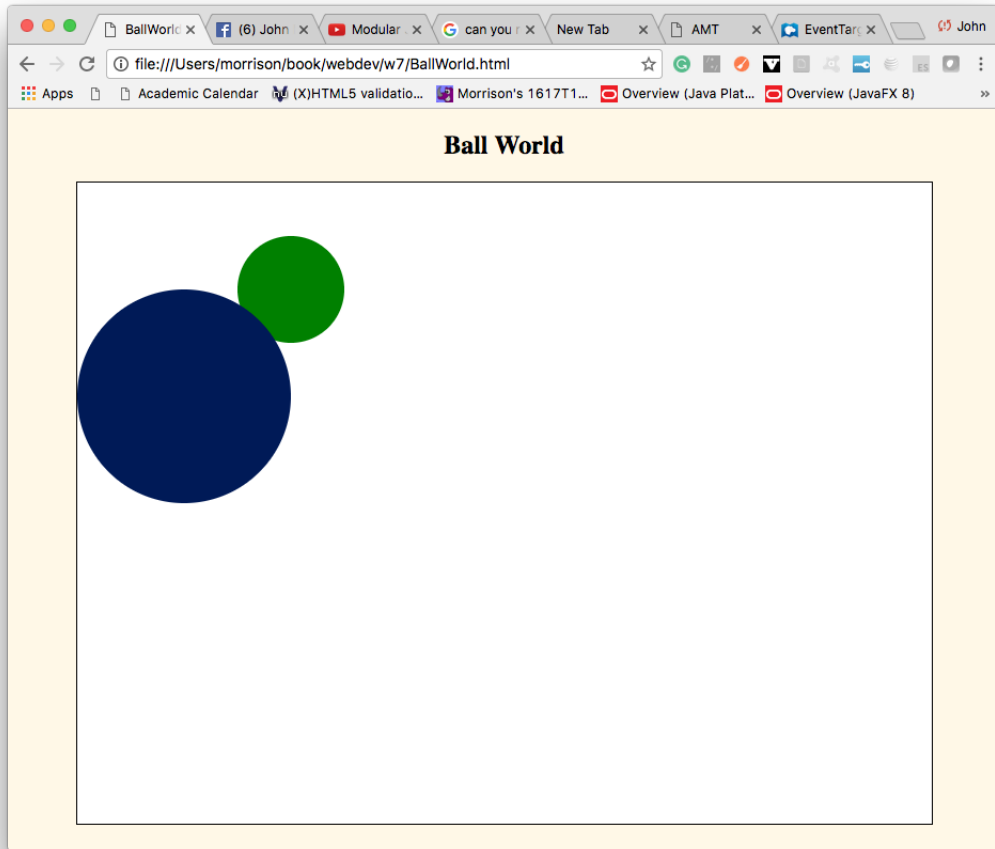 BallWorld (6) John Modular can you New Tab AMT EventTarg John
file:///Users/morrison/book/webdev/w7/BallWorld.html
Apps Academic Calendar (X)HTML5 validatio... Morrison's 1617T1... Overview (Java Plat... Overview (JavaFX 8) »
Ball World